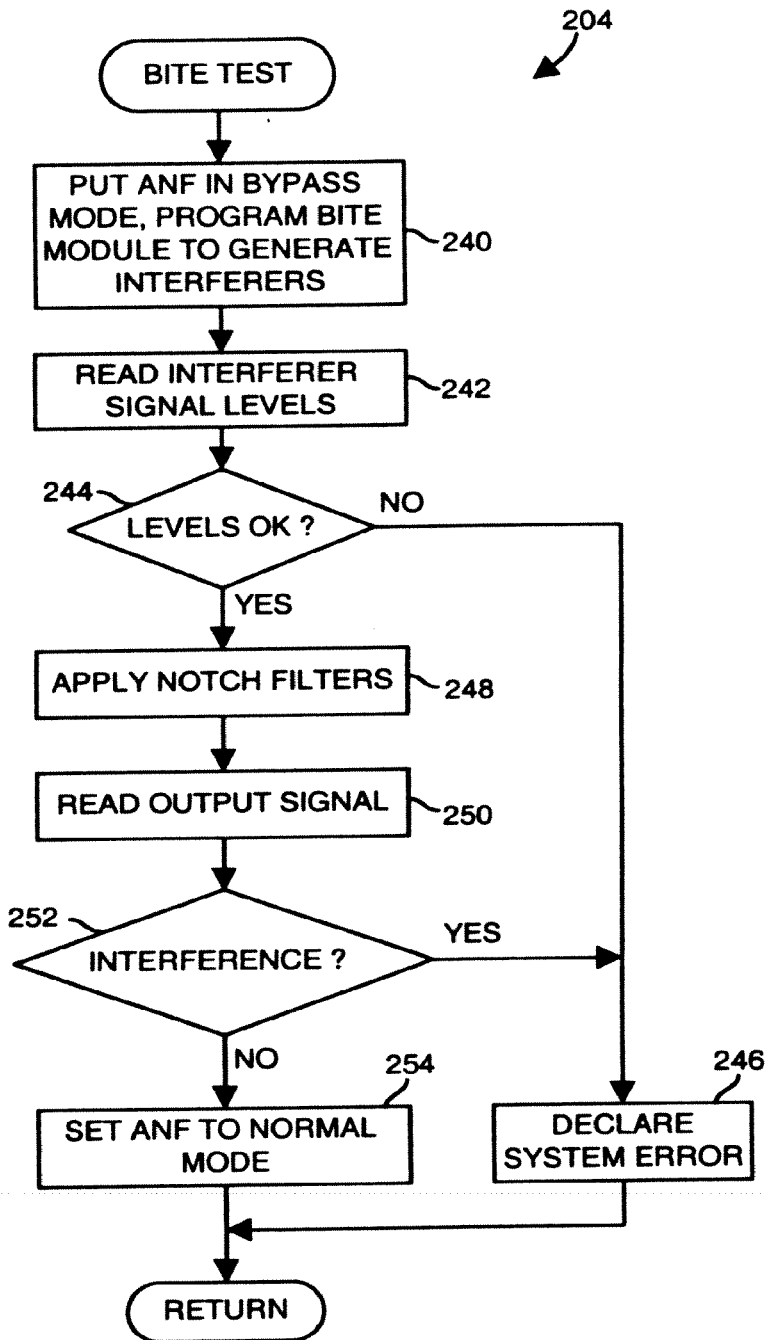 204
BITE TEST
PUT ANF IN BYPASS
MODE, PROGRAM BITE
MODULE TO GENERATE
INTERFERERS
240
READ INTERFERER
SIGNAL LEVELS
242
244
LEVELS OK ?
NO
YES
APPLY NOTCH FILTERS
248
READ OUTPUT SIGNAL
250
252
INTERFERENCE ?
YES
NO
254
SET ANF TO NORMAL
MODE
246
DECLARE
SYSTEM ERROR
RETURN